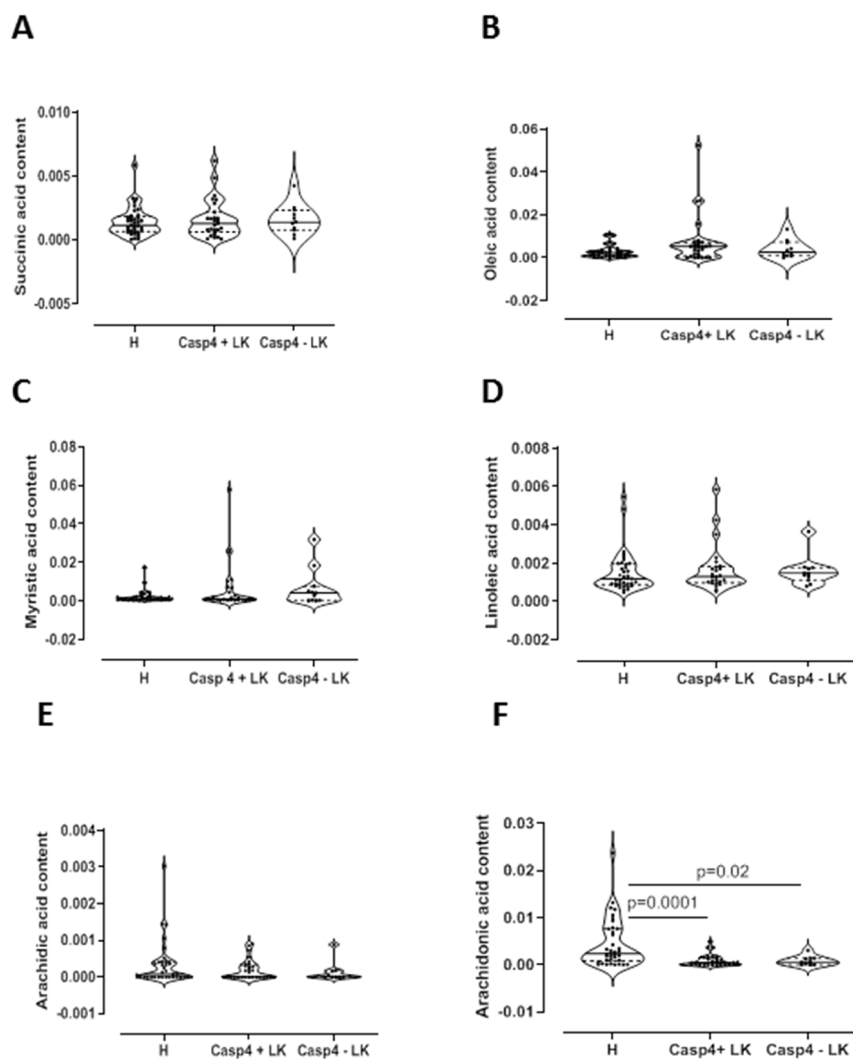 A
Succinic acid content
0.010
0.005
0.000
-0.005
H Casp4 + LK Casp4 - LK
B
Oleic acid content
0.06
0.04
0.02
0.00
-0.02
H Casp4+ LK Casp4 - LK
C
Myristic acid content
0.08
0.06
0.04
0.02
0.00
-0.02
H Casp 4 + LK Casp4 - LK
D
Linoleic acid content
0.008
0.006
0.004
0.002
0.000
-0.002
H Casp4+ LK Casp4 - LK
E
Arachidic acid content
0.004
0.003
0.002
0.001
0.000
-0.001
H Casp4 + LK Casp4 - LK
F
Arachidonic acid content
0.03
0.02
0.01
0.00
-0.01
p=0.02
p=0.0001
H Casp4+ LK Casp4 - LK